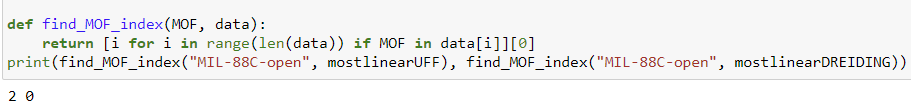 def find_MOF_index(MOF, data):
    return [i for i in range(len(data)) if MOF in data[i]][0]
print(find_MOF_index("MIL-88C-open", mostlinearUFF), find_MOF_index("MIL-88C-open", mostlinearDREIDING))
2 0